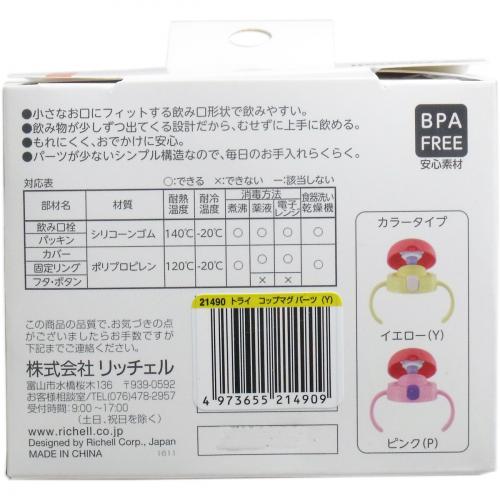 ●小さなお口にフィットする飲み口形状で飲みやすい。
●飲み物が少しずつ出てくる設計だから、むせずに上手に飲める。
●もれにくく、おでかけに安心。
●パーツが少ないシンプル構造なので、毎日のお手入れらくらく。
BPA
FREE
安心素材
対応表 ○:できる ×:できない ー:該当しない
部材名 材質 耐熱温度 耐冷温度 消毒方法 食器洗い乾燥機
煮沸 薬液 電子レンジ
飲み口栓 シリコーンゴム 140℃ -20℃ ○ ○ ○ ○
パッキン
カバー ポリプロピレン 120℃ -20℃ ○ ○ ○ ○
固定リング
フタ・ボタン × ×
カラータイプ
イエロー(Y)
ピンク(P)
21490 トライ コップマグ パーツ (Y)
4 973655 214909
この商品の品質で、お気づきの点が
ございましたらお手数ですが
下記までご連絡ください。
株式会社 リッチェル
富山市水橋桜木136 〒939-0592
お客様相談室/TEL(076)478-2957
受付時間:9:00~17:00
(土日、祝日を除く)
www.richell.co.jp
Designed by Richell Corp., Japan
MADE IN CHINA 1611